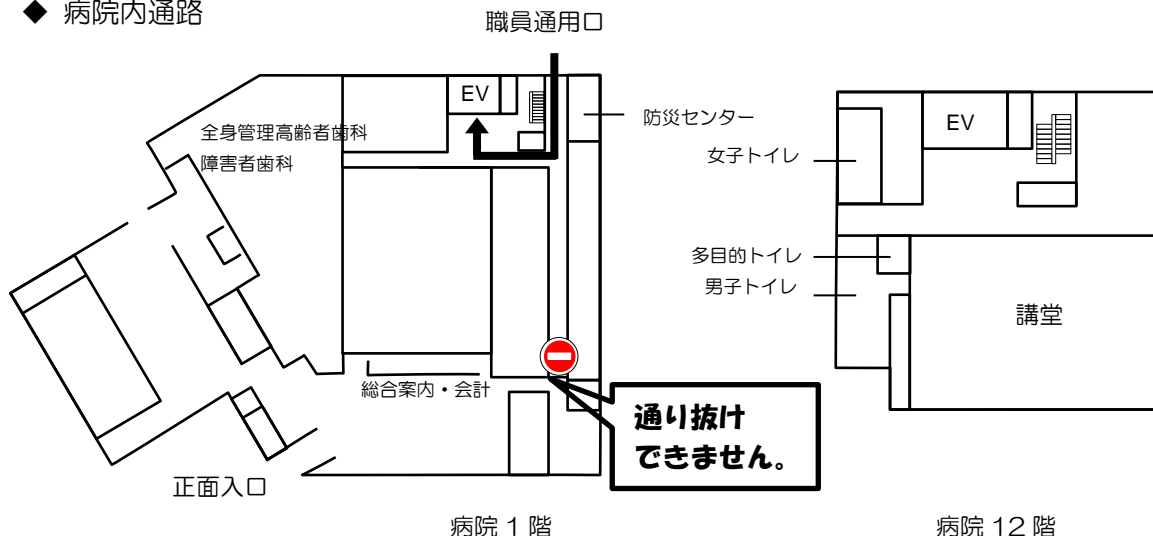 ◆ 病院内通路
職員通用口
EV
防災センター
全身管理高齢者歯科
障害者歯科
総合案内・会計
通り抜け
できません。
正面入口
病院 1 階
EV
女子トイレ
多目的トイレ
男子トイレ
講堂
病院 12 階